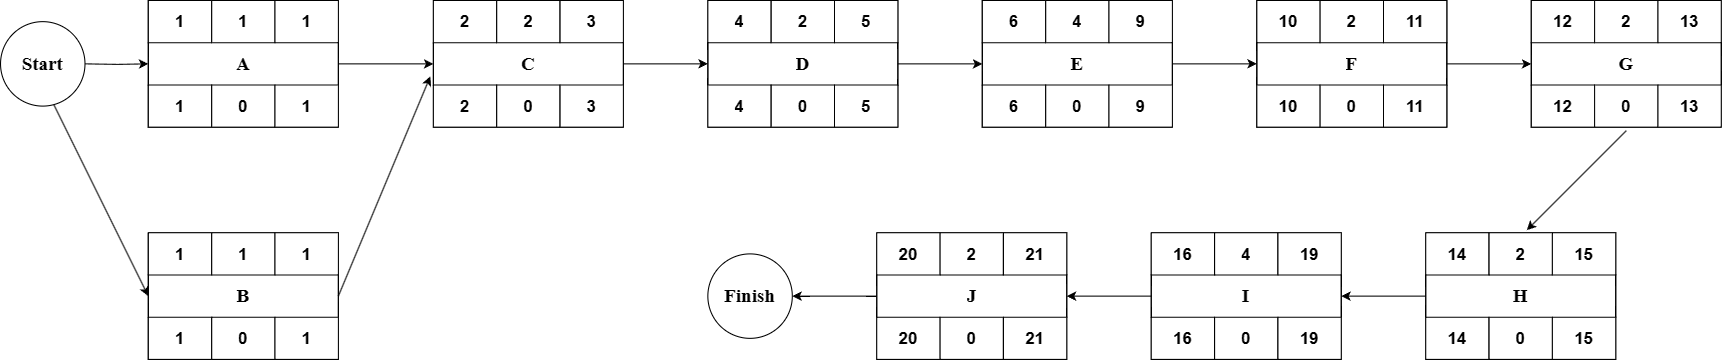 1 1 1
2 2 3
4 2 5
6 4 9
10 2 11
12 2 13
Start
A
C
D
E
F
G
1 0 1
2 0 3
4 0 5
6 0 9
10 0 11
12 0 13
1 1 1
20 2 21
16 4 19
14 2 15
B
Finish
J
I
H
1 0 1
20 0 21
16 0 19
14 0 15